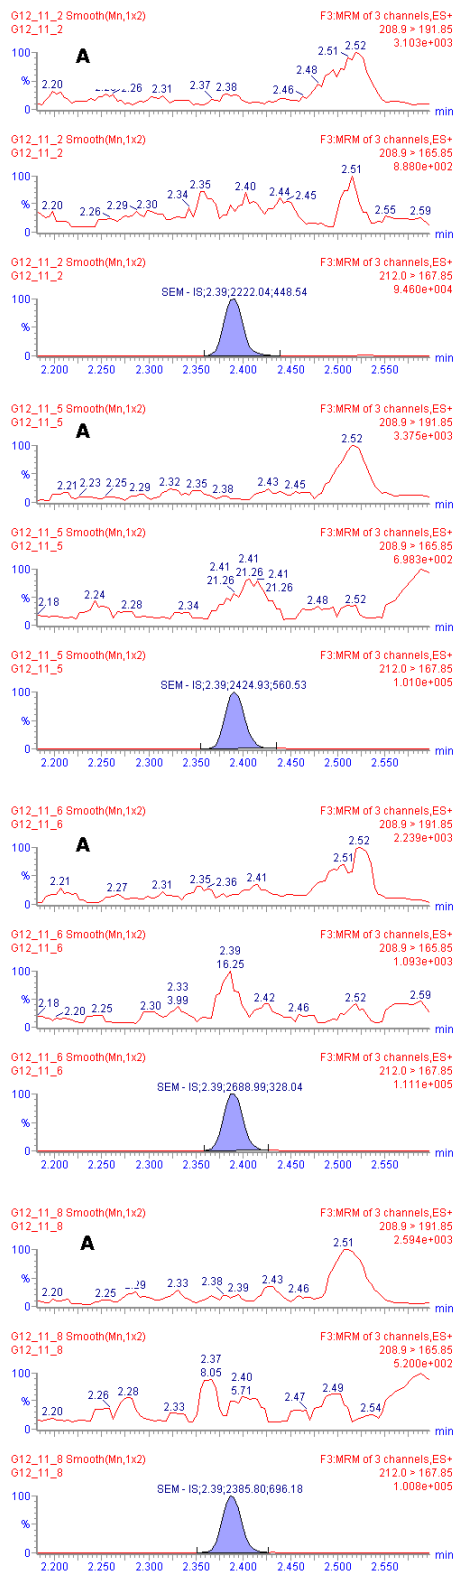 G12_11_2 Smooth(Mn,1x2) F3:MRM of 3 channels,ES+
G12_11_2 208.9 > 191.85
A 3.103e+003
100 2.51 2.52
% 2.20 2.26 2.31 2.37 2.38 2.46 2.48
0 min
G12_11_2 Smooth(Mn,1x2) F3:MRM of 3 channels,ES+
G12_11_2 208.9 > 165.85
8.880e+002
100 2.51
% 2.20 2.26 2.29 2.30 2.34 2.35 2.40 2.44 2.45 2.55 2.59
0 min
G12_11_2 Smooth(Mn,1x2) F3:MRM of 3 channels,ES+
G12_11_2 212.0 > 167.85
SEM - IS;2.39;2222.04;448.54 9.460e+004
100
%
0 min
2.200 2.250 2.300 2.350 2.400 2.450 2.500 2.550
G12_11_5 Smooth(Mn,1x2) F3:MRM of 3 channels,ES+
G12_11_5 208.9 > 191.85
A 3.375e+003
100 2.52
% 2.21 2.23 2.25 2.29 2.32 2.35 2.38 2.43 2.45
0 min
G12_11_5 Smooth(Mn,1x2) F3:MRM of 3 channels,ES+
G12_11_5 208.9 > 165.85
6.983e+002
100 2.41 21.26 2.41 21.26 2.41 21.26
% 2.18 2.24 2.28 2.34 2.48 2.52
0 min
G12_11_5 Smooth(Mn,1x2) F3:MRM of 3 channels,ES+
G12_11_5 212.0 > 167.85
SEM - IS;2.39;2424.93;560.53 1.010e+005
100
%
0 min
2.200 2.250 2.300 2.350 2.400 2.450 2.500 2.550
G12_11_6 Smooth(Mn,1x2) F3:MRM of 3 channels,ES+
G12_11_6 208.9 > 191.85
A 2.239e+003
100 2.52
% 2.21 2.27 2.31 2.35 2.36 2.41 2.51
0 min
G12_11_6 Smooth(Mn,1x2) F3:MRM of 3 channels,ES+
G12_11_6 208.9 > 165.85
2.39 1.093e+003
100 16.25
% 2.18 2.20 2.25 2.30 2.33 3.99 2.42 2.46 2.52 2.59
0 min
G12_11_6 Smooth(Mn,1x2) F3:MRM of 3 channels,ES+
G12_11_6 212.0 > 167.85
SEM - IS;2.39;2688.99;328.04 1.111e+005
100
%
0 min
2.200 2.250 2.300 2.350 2.400 2.450 2.500 2.550
G12_11_8 Smooth(Mn,1x2) F3:MRM of 3 channels,ES+
G12_11_8 208.9 > 191.85
A 2.594e+003
100 2.51
% 2.20 2.25 2.33 2.38 2.39 2.43 2.46
0 min
G12_11_8 Smooth(Mn,1x2) F3:MRM of 3 channels,ES+
G12_11_8 208.9 > 165.85
2.37 5.200e+002
100 8.05
% 2.20 2.26 2.28 2.33 2.40 5.71 2.47 2.49 2.54
0 min
G12_11_8 Smooth(Mn,1x2) F3:MRM of 3 channels,ES+
G12_11_8 212.0 > 167.85
SEM - IS;2.39;2385.80;696.18 1.008e+005
100
%
0 min
2.200 2.250 2.300 2.350 2.400 2.450 2.500 2.550